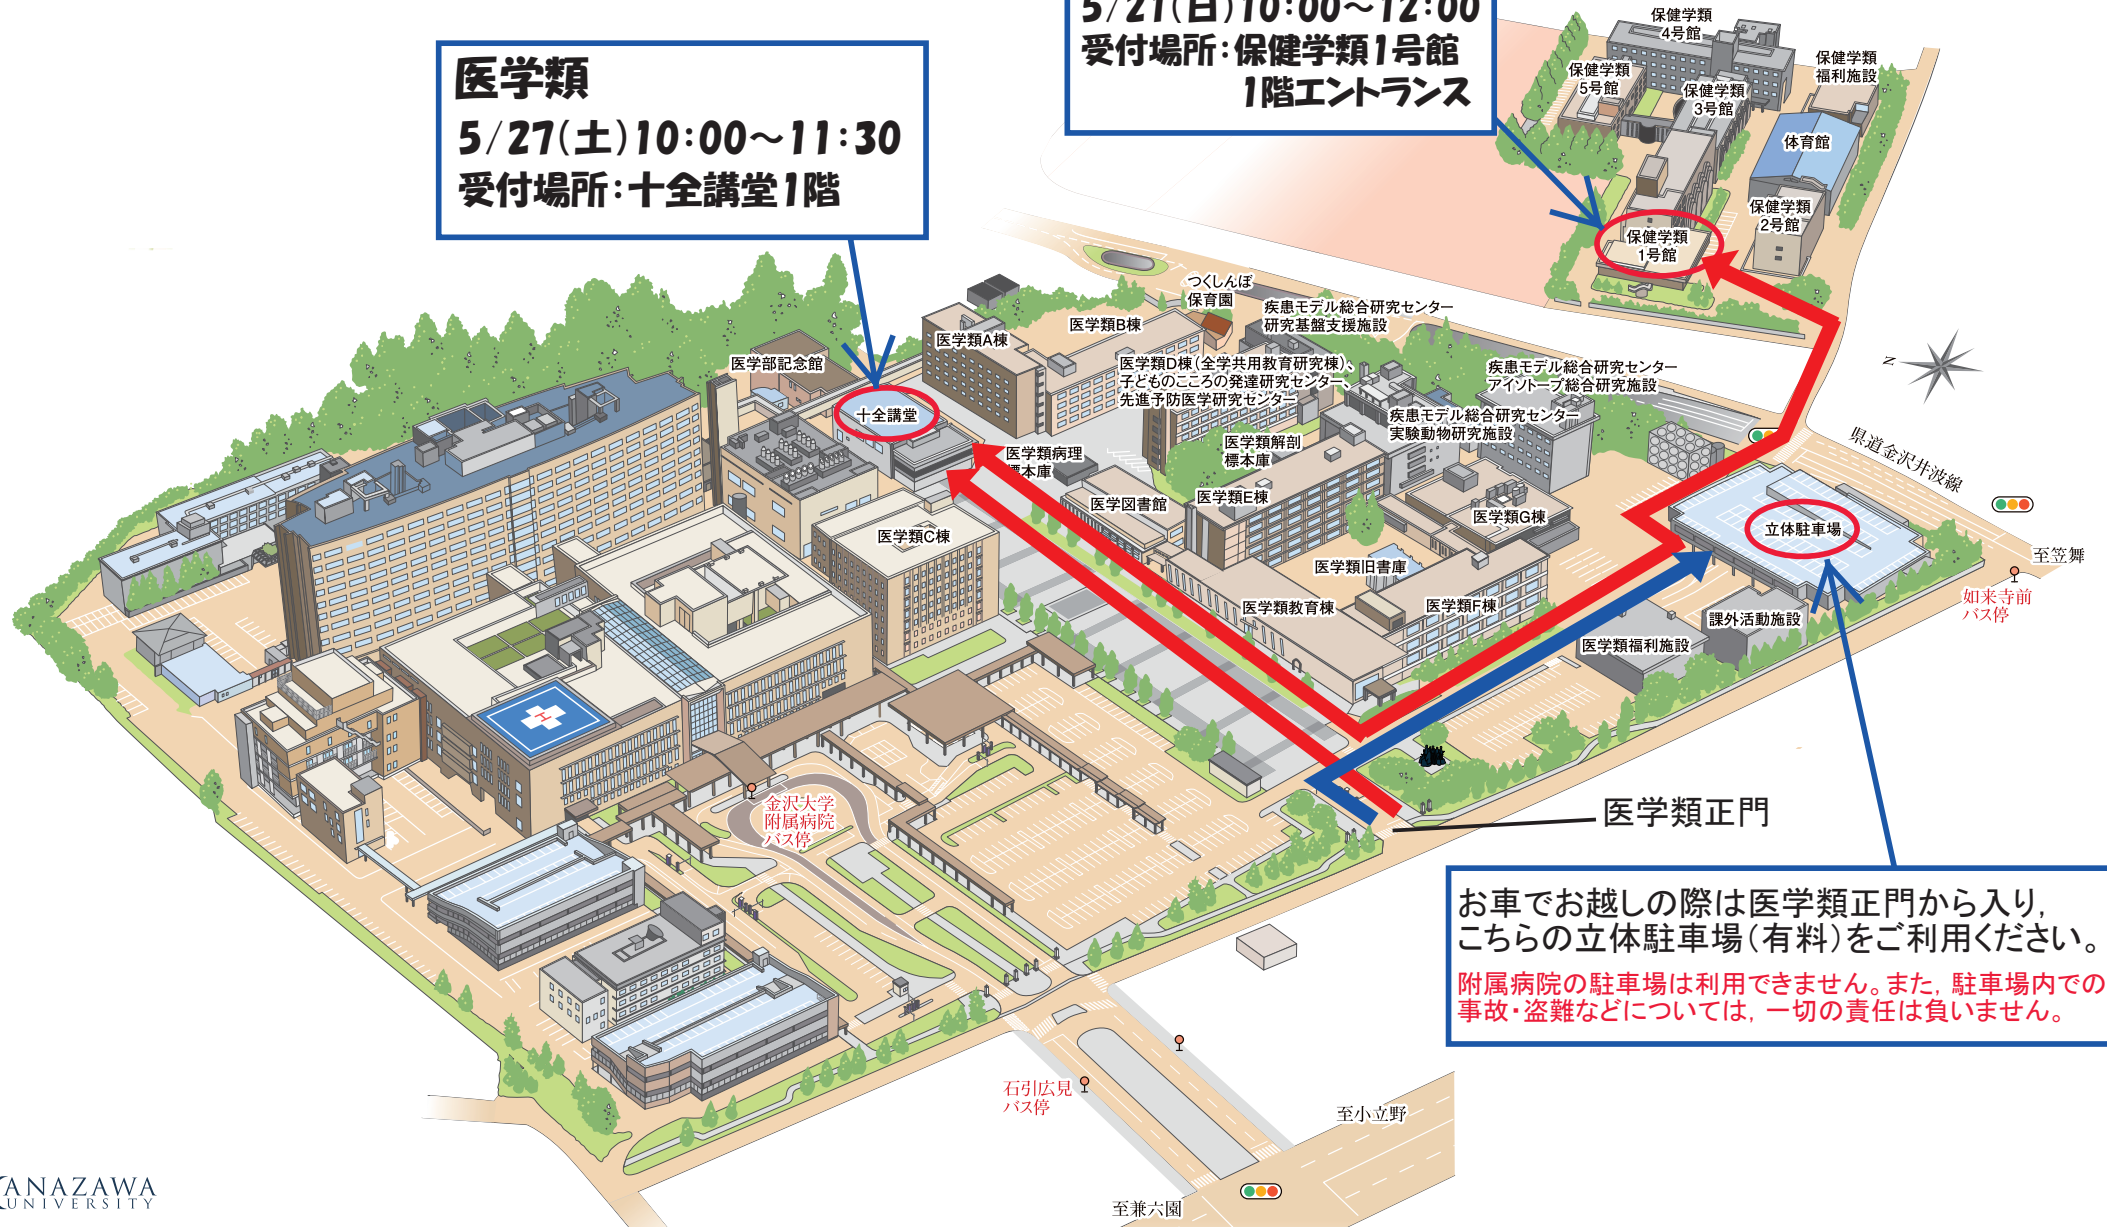 5/21(日)10:00～12:00
受付場所:保健学類1号館
1階エントランス
医学類
5/27(土)10:00～11:30
受付場所:十全講堂1階
保健学類
4号館
保健学類
5号館
保健学類
3号館
保健学類
福利施設
体育館
保健学類
2号館
保健学類
1号館
つくしんぼ
保育園
疾患モデル総合研究センター
研究基盤支援施設
医学類B棟
医学類A棟
医学部記念館
医学類D棟(全学共用教育研究棟)、
子どものこころの発達研究センター、
先進予防医学研究センター
疾患モデル総合研究センター
アイソトープ総合研究施設
N
十全講堂
疾患モデル総合研究センター
実験動物研究施設
医学類解剖
標本庫
医学類病理
標本庫
県道金沢井波線
医学図書館
医学類E棟
医学類G棟
立体駐車場
医学類C棟
至笠舞
医学類旧書庫
医学類教育棟
医学類F棟
如来寺前
バス停
課外活動施設
医学類福利施設
H
金沢大学
附属病院
バス停
医学類正門
お車でお越しの際は医学類正門から入り,
こちらの立体駐車場(有料)をご利用ください。
附属病院の駐車場は利用できません。また,駐車場内での
事故・盗難などについては,一切の責任は負いません。
石引広見
バス停
至小立野
至兼六園
KANAZAWA
UNIVERSITY